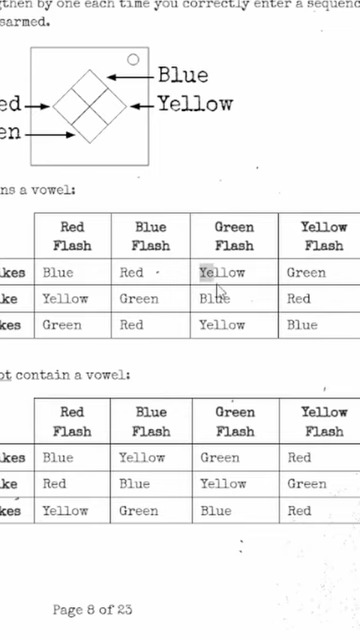 then by one each time you correctly enter a sequenc
sarmed.
Blue
ed Yellow
en
ns a vowel:
Red Blue Green Yellow
Flash Flash Flash Flash
kes Blue Red Yellow Green
ke Yellow Green Blue Red
kes Green Red Yellow Blue
ot contain a vowel:
Red Blue Green Yellow
Flash Flash Flash Flash
kes Blue Yellow Green Red
ke Red Blue Yellow Green
kes Yellow Green Blue Red
Page 8 of 23